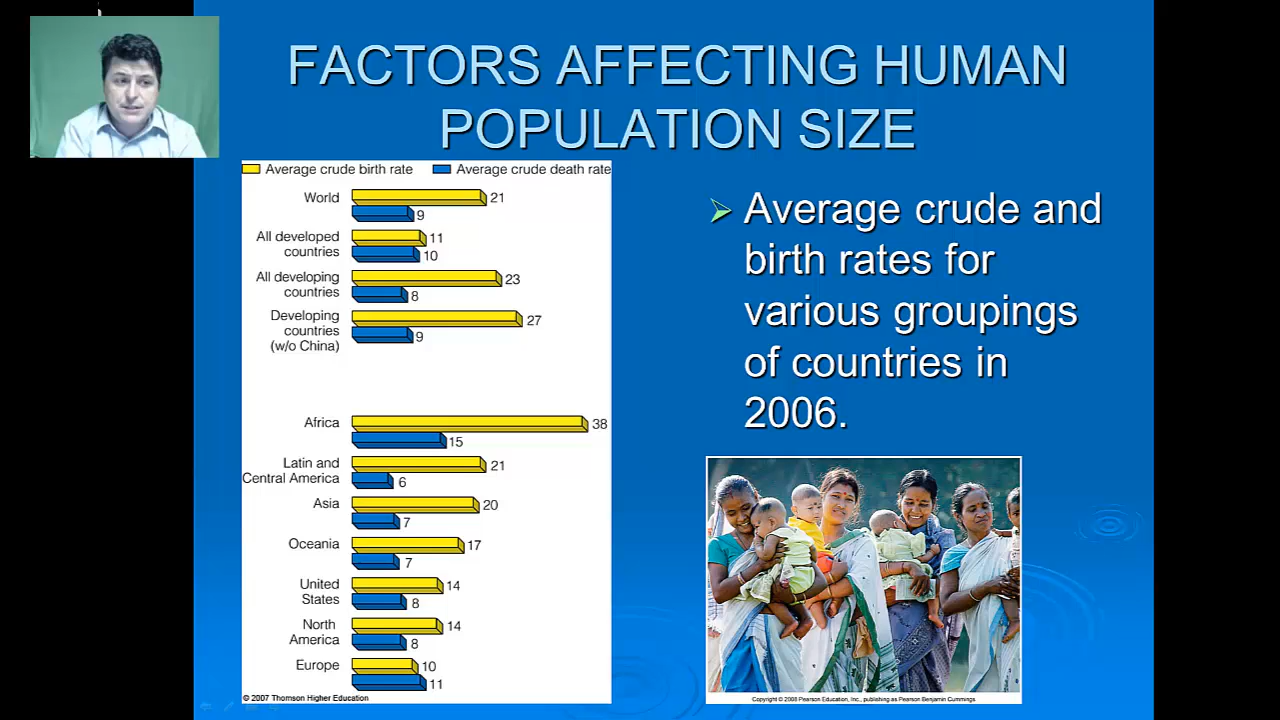 FACTORS AFFECTING HUMAN
POPULATION SIZE
Average crude birth rate Average crude death rate
World 21
9
All developed 11
countries 10
All developing 23
countries 8
Developing 27
countries 9
(w/o China)
Africa 38
15
Latin and 21
Central America 6
Asia 20
7
Oceania 17
7
United 14
States 8
North 14
America 8
Europe 10
11
© 2007 Thomson Higher Education
Average crude and
birth rates for
various groupings
of countries in
2006.
Copyright © 2008 Pearson Education, Inc., publishing as Pearson Benjamin Cummings